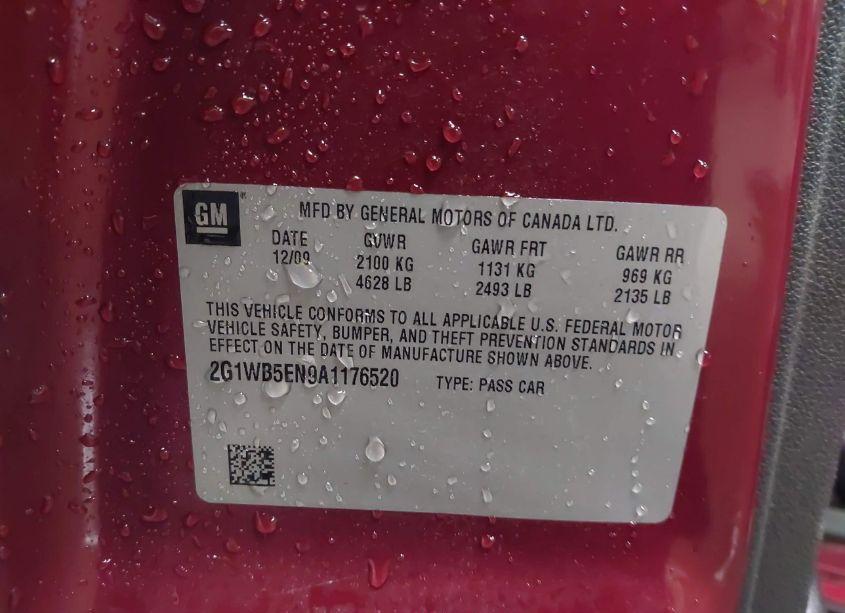 GM
MFD BY GENERAL MOTORS OF CANADA LTD.
DATE GVWR GAWR FRT GAWR RR
12/09 2100 KG 1131 KG 969 KG
4628 LB 2493 LB 2135 LB
THIS VEHICLE CONFORMS TO ALL APPLICABLE U.S. FEDERAL MOTOR
VEHICLE SAFETY, BUMPER, AND THEFT PREVENTION STANDARDS IN
EFFECT ON THE DATE OF MANUFACTURE SHOWN ABOVE.
2G1WB5EN9A1176520 TYPE: PASS CAR